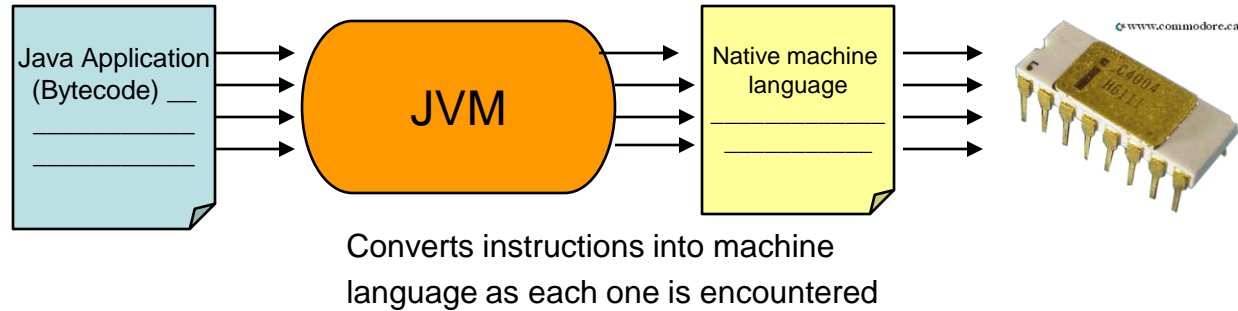 www.commodore.ca
Java Application
(Bytecode) __
JVM
Native machine
language
C4004
Converts instructions into machine
language as each one is encountered